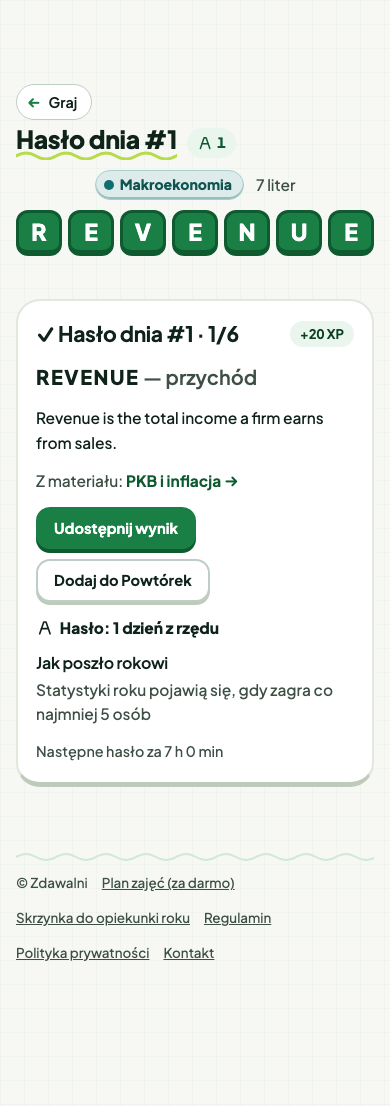 ← Graj
Hasło dnia #1 A 1
Makroekonomia 7 liter
R E V E N U E
✓ Hasło dnia #1 · 1/6 +20 XP
REVENUE — przychód
Revenue is the total income a firm earns
from sales.
Z materiału: PKB i inflacja →
Udostępnij wynik
Dodaj do Powtórek
A Hasło: 1 dzień z rzędu
Jak poszło rokowi
Statystyki roku pojawią się, gdy zagra co
najmniej 5 osób
Następne hasło za 7 h 0 min
© Zdawalni Plan zajęć (za darmo)
Skrzynka do opiekunki roku Regulamin
Polityka prywatności Kontakt